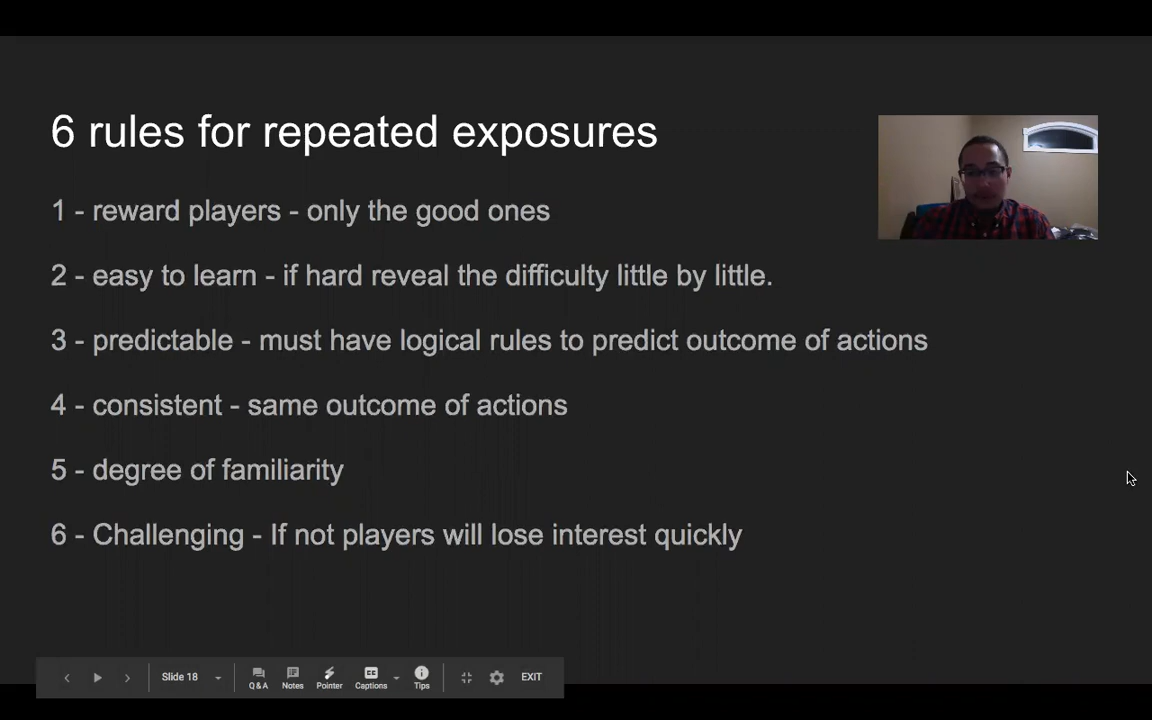 6 rules for repeated exposures
1 - reward players - only the good ones
2 - easy to learn - if hard reveal the difficulty little by little.
3 - predictable - must have logical rules to predict outcome of actions
4 - consistent - same outcome of actions
5 - degree of familiarity
6 - Challenging - If not players will lose interest quickly
Slide 18
Q&A
Notes
Pointer
CC
Captions
Tips
EXIT